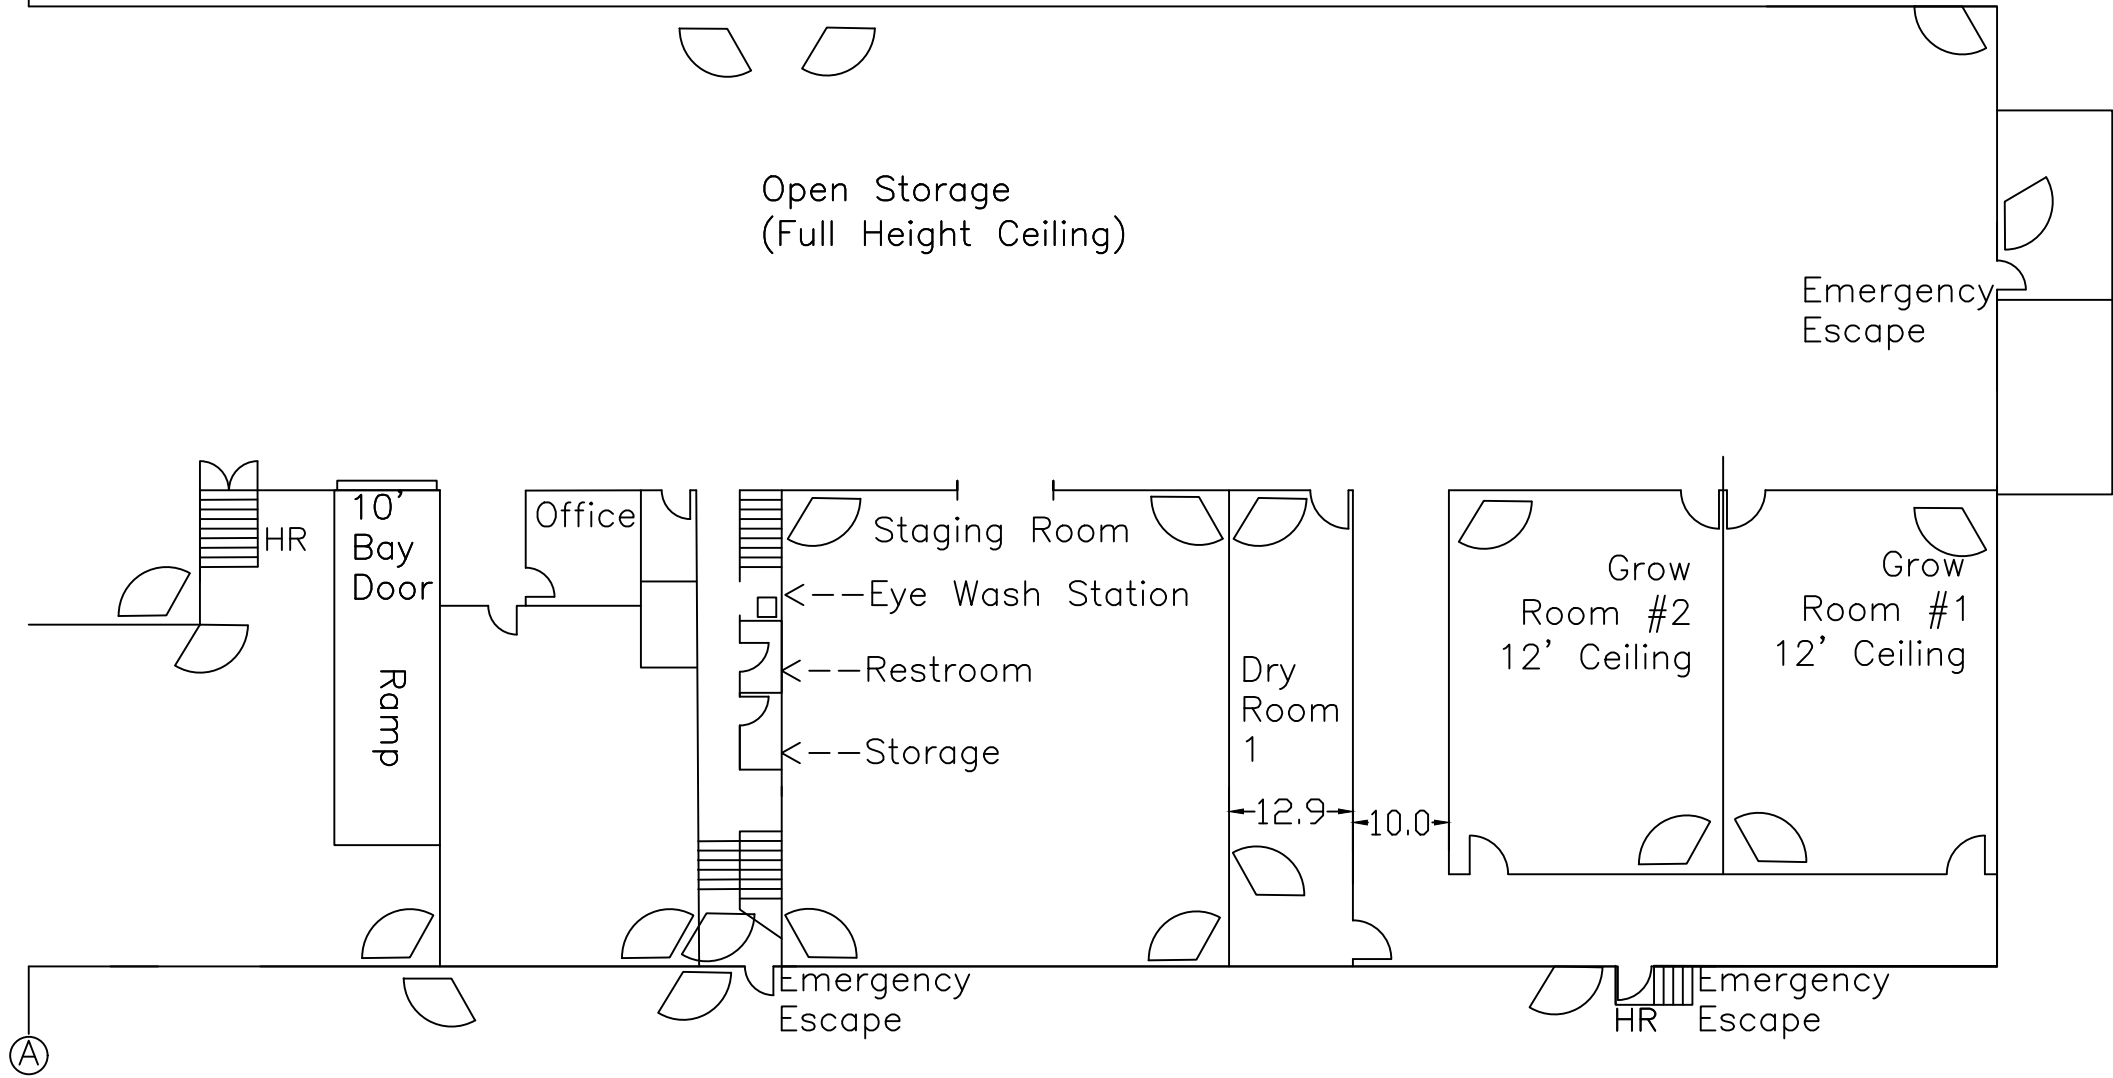 Open Storage
(Full Height Ceiling)
Emergency
Escape
10'
Bay
Door
HR
Ramp
Office
Staging Room
<--Eye Wash Station
<--Restroom
<--Storage
Dry
Room
1
12.9
10.0
Grow
Room #2
12' Ceiling
Grow
Room #1
12' Ceiling
Emergency
Escape
HR
Emergency
Escape
A